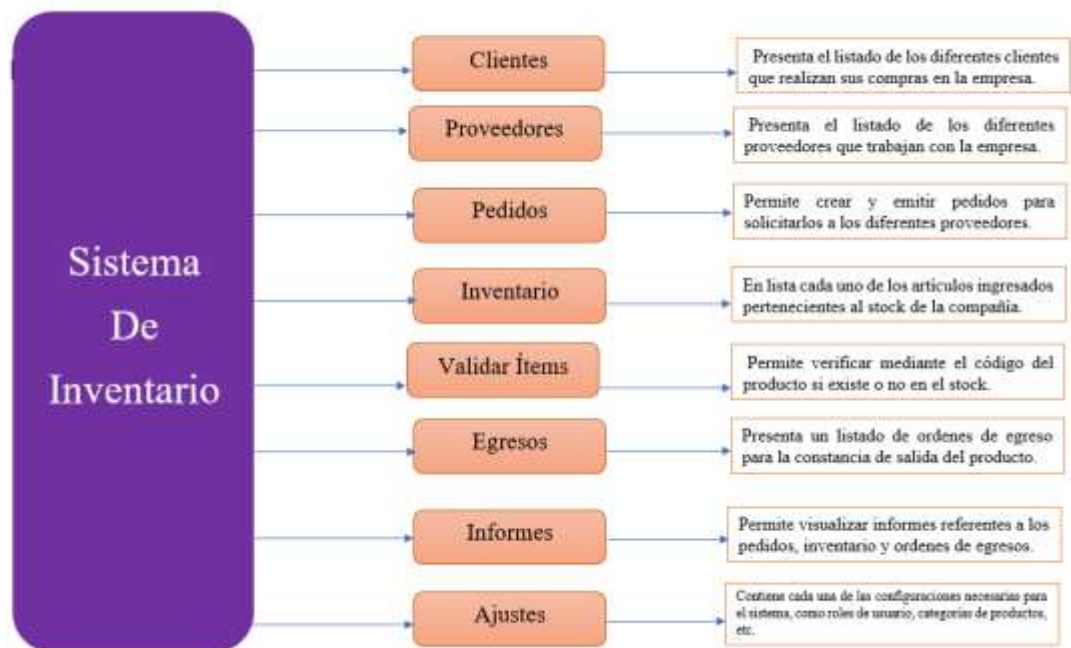 Sistema
De
Inventario
Clientes
Presenta el listado de los diferentes clientes
que realizan sus compras en la empresa.
Proveedores
Presenta el listado de los diferentes
proveedores que trabajan con la empresa.
Pedidos
Permite crear y emitir pedidos para
solicitarlos a los diferentes proveedores.
Inventario
En lista cada uno de los artículos ingresados
pertenecientes al stock de la compañía.
Validar Ítems
Permite verificar mediante el código del
producto si existe o no en el stock.
Egresos
Presenta un listado de ordenes de egreso
para la constancia de salida del producto.
Informes
Permite visualizar informes referentes a los
pedidos, inventario y ordenes de egresos.
Ajustes
Contiene cada una de las configuraciones necesarias para
el sistema, como roles de usuario, categorías de productos,
etc.